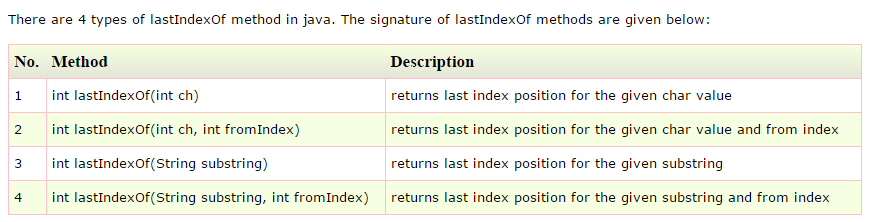 There are 4 types of lastIndexOf method in java. The signature of lastIndexOf methods are given below:
No. Method Description
1 int lastIndexOf(int ch) returns last index position for the given char value
2 int lastIndexOf(int ch, int fromIndex) returns last index position for the given char value and from index
3 int lastIndexOf(String substring) returns last index position for the given substring
4 int lastIndexOf(String substring, int fromIndex) returns last index position for the given substring and from index